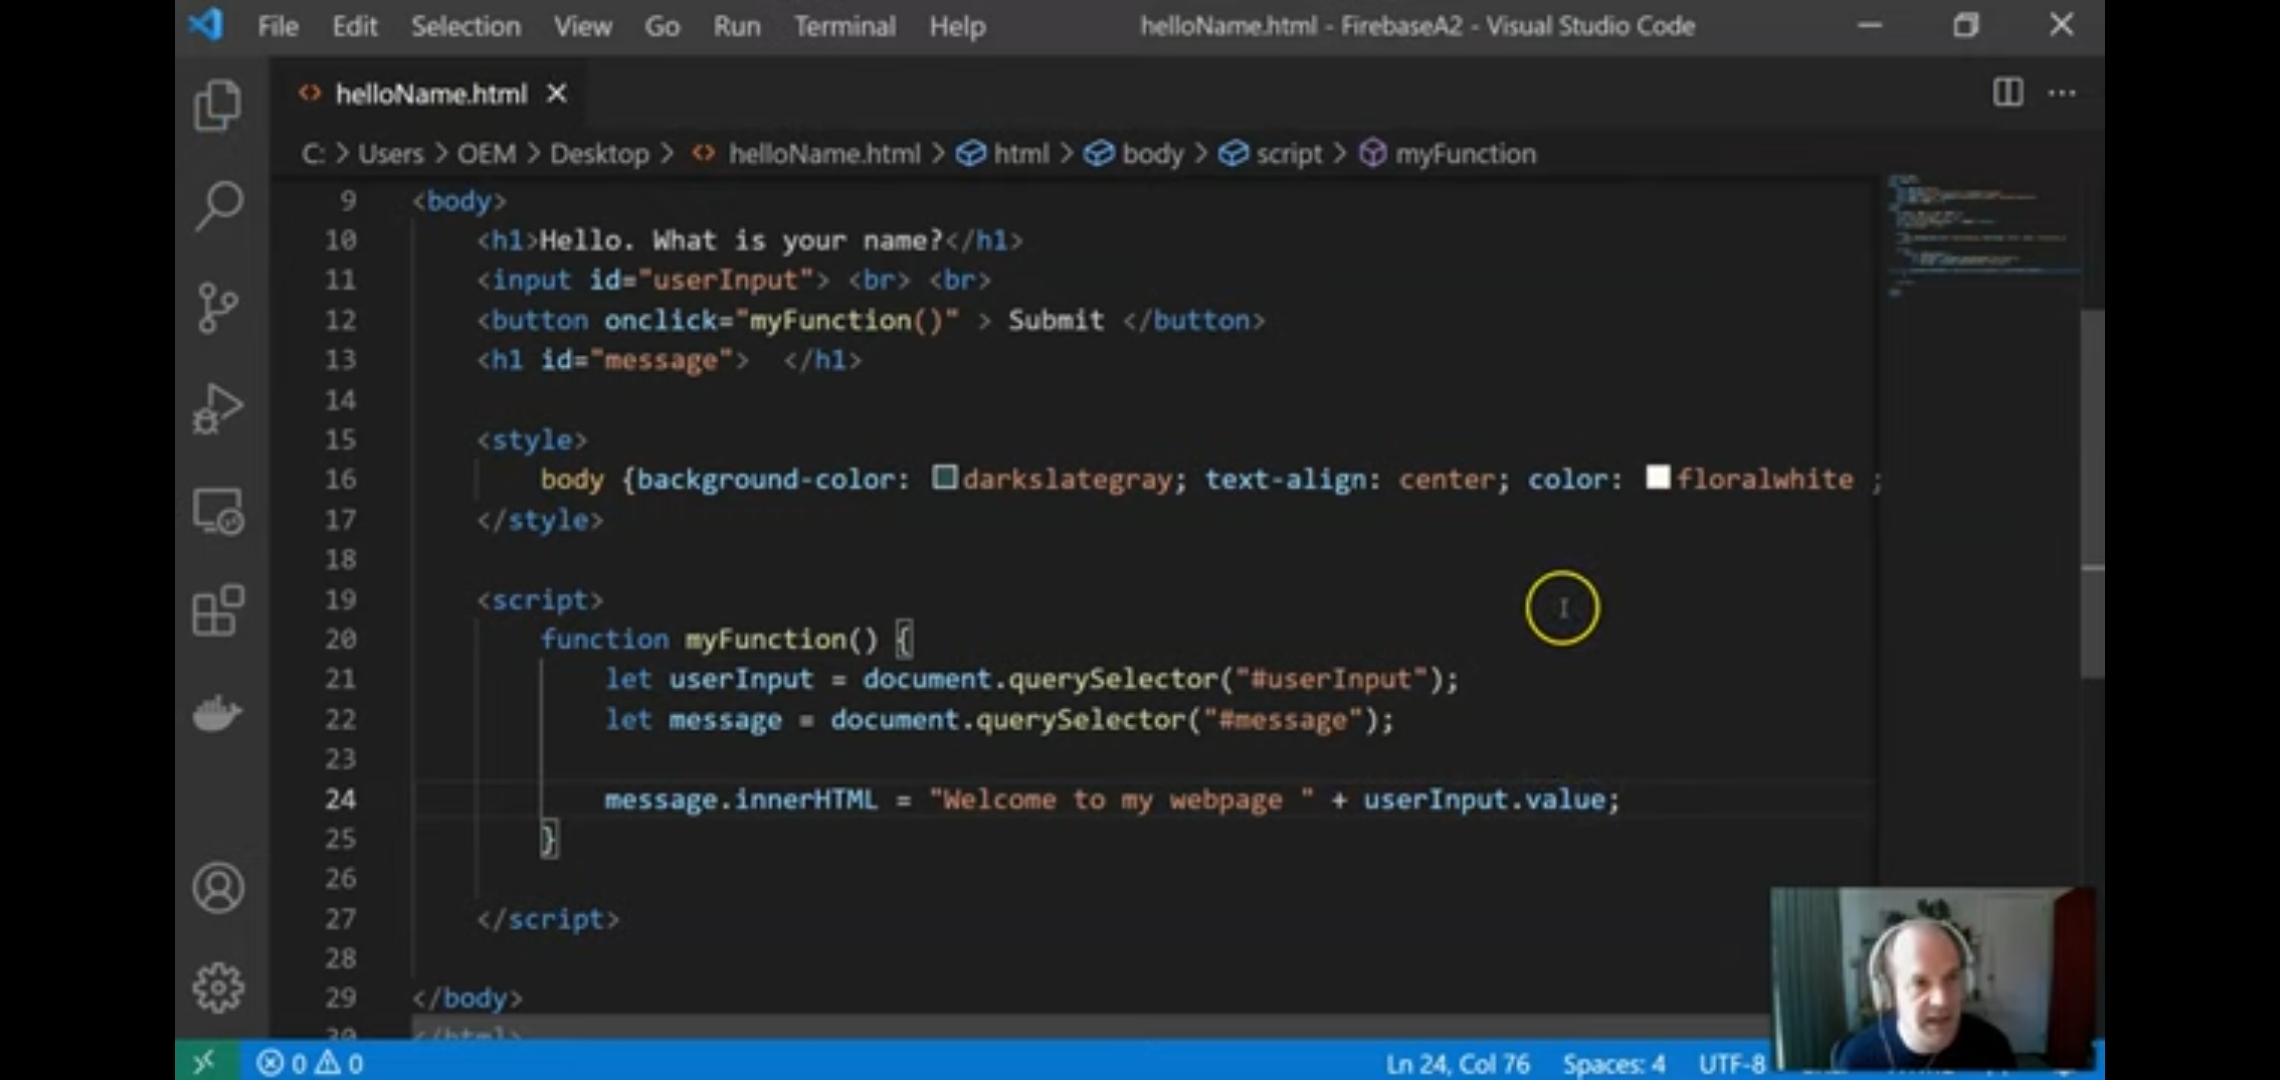 File Edit Selection View Go Run Terminal Help helloName.html - FirebaseA2 - Visual Studio Code
helloName.html
C: > Users > OEM > Desktop > helloName.html > html > body > script > myFunction
9 <body>
10 <h1>Hello. What is your name?</h1>
11 <input id="userInput"> <br> <br>
12 <button onclick="myFunction()" > Submit </button>
13 <h1 id="message">  </h1>
14
15 <style>
16 body {background-color: darkslategray; text-align: center; color: floralwhite ;
17 </style>
18
19 <script>
20 function myFunction() {
21 let userInput = document.querySelector("#userInput");
22 let message = document.querySelector("#message");
23
24 message.innerHTML = "Welcome to my webpage " + userInput.value;
25 }
26
27 </script>
28
29 </body>
30 </html>
0 0 Ln 24, Col 76 Spaces: 4 UTF-8